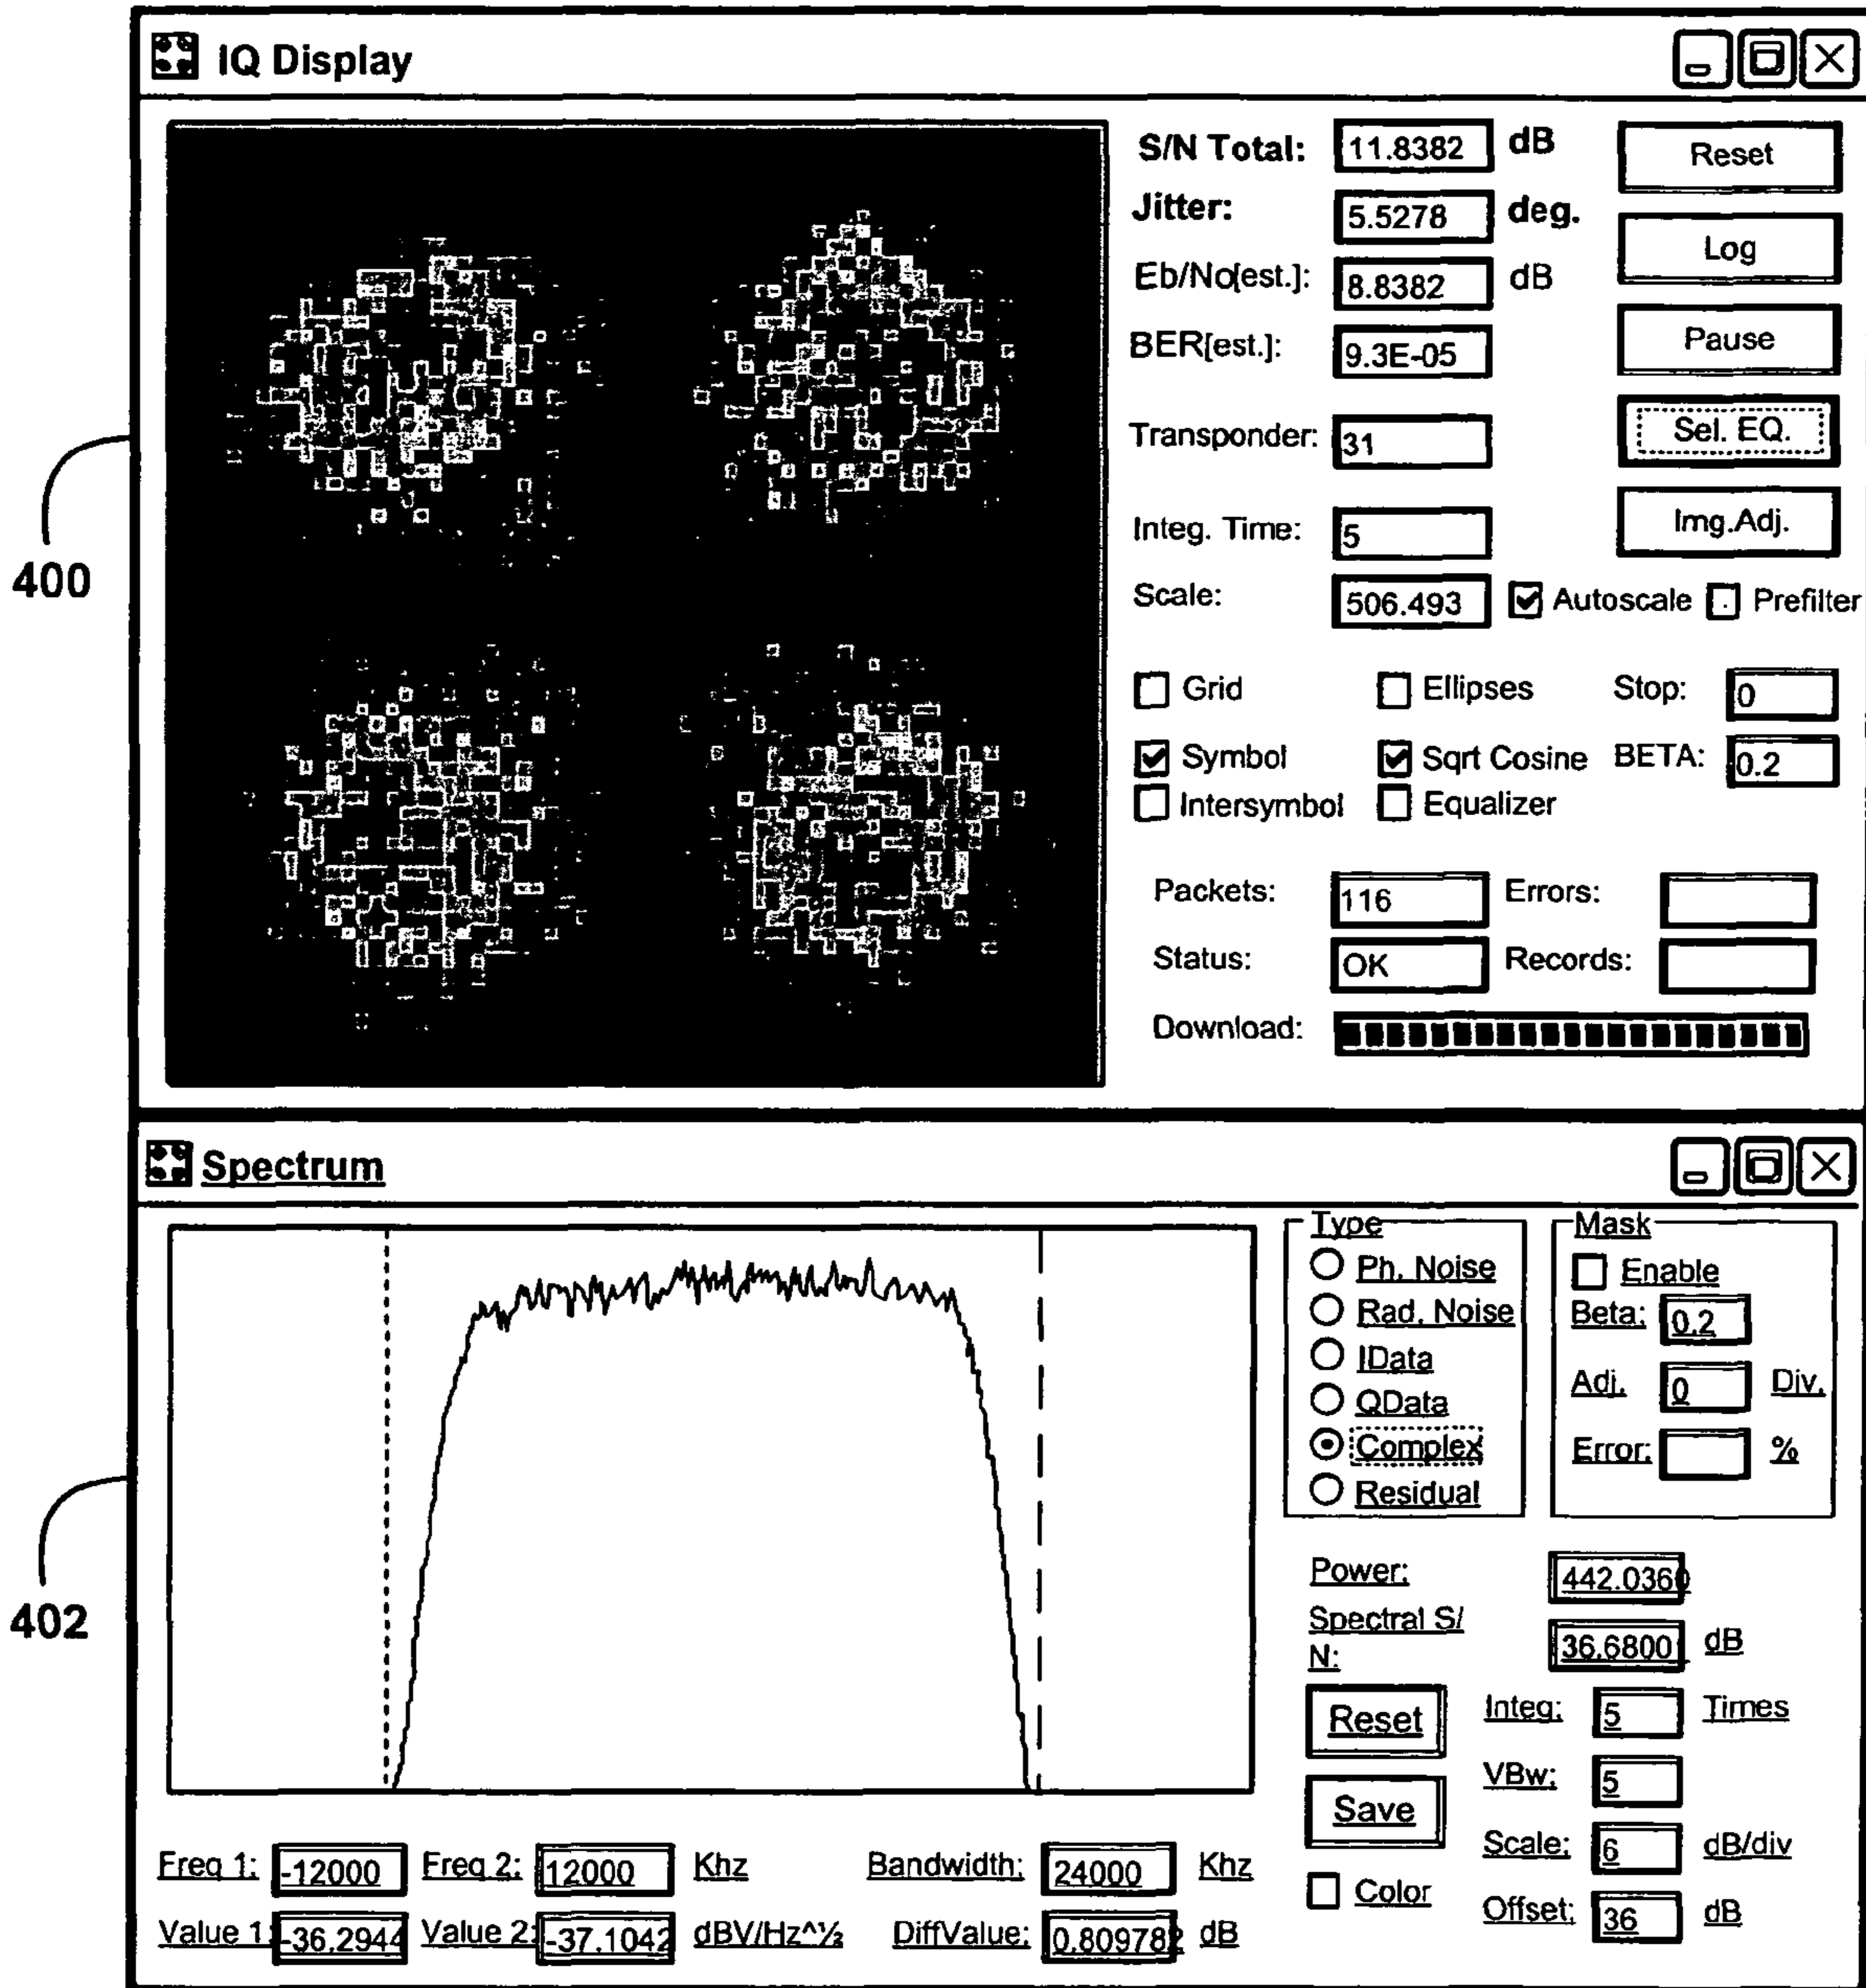 IQ Display
S/N Total: 11.8382 dB
Reset
Jitter: 5.5278 deg.
Log
Eb/No[est.]: 8.8382 dB
BER[est.]: 9.3E-05
Pause
Transponder: 31
Sel. EQ.
Integ. Time: 5
Img.Adj.
Scale: 506.493 Autoscale Prefilter
Grid Ellipses Stop: 0
Symbol Sqrt Cosine BETA: 0.2
Intersymbol Equalizer
Packets: 116 Errors:
Status: OK Records:
Download:
400
Spectrum
Type
Ph. Noise
Rad. Noise
IData
QData
Complex
Residual
Mask
Enable
Beta: 0.2
Adj. 0 Div.
Error: %
Power: 442.0360
Spectral S/
N: 36.6800 dB
Reset
Integ: 5 Times
VBw: 5
Save
Scale: 6 dB/div
Color
Offset: 36 dB
Freq 1: -12000 Freq 2: 12000 Khz Bandwidth: 24000 Khz
Value 1: -36.2944 Value 2: -37.1042 dBV/Hz^½ DiffValue: 0.809782 dB
402